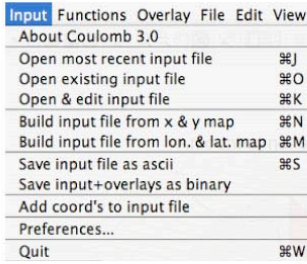 Input Functions Overlay File Edit View
About Coulomb 3.0
Open most recent input file ⌘J
Open existing input file ⌘O
Open & edit input file ⌘K
Build input file from x & y map ⌘N
Build input file from lon. & lat. map ⌘M
Save input file as ascii ⌘S
Save input+overlays as binary
Add coord's to input file
Preferences...
Quit ⌘W